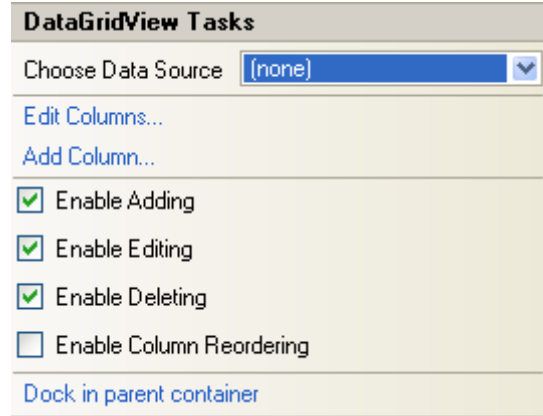 DataGridView Tasks
Choose Data Source (none)
Edit Columns...
Add Column...
Enable Adding
Enable Editing
Enable Deleting
Enable Column Reordering
Dock in parent container